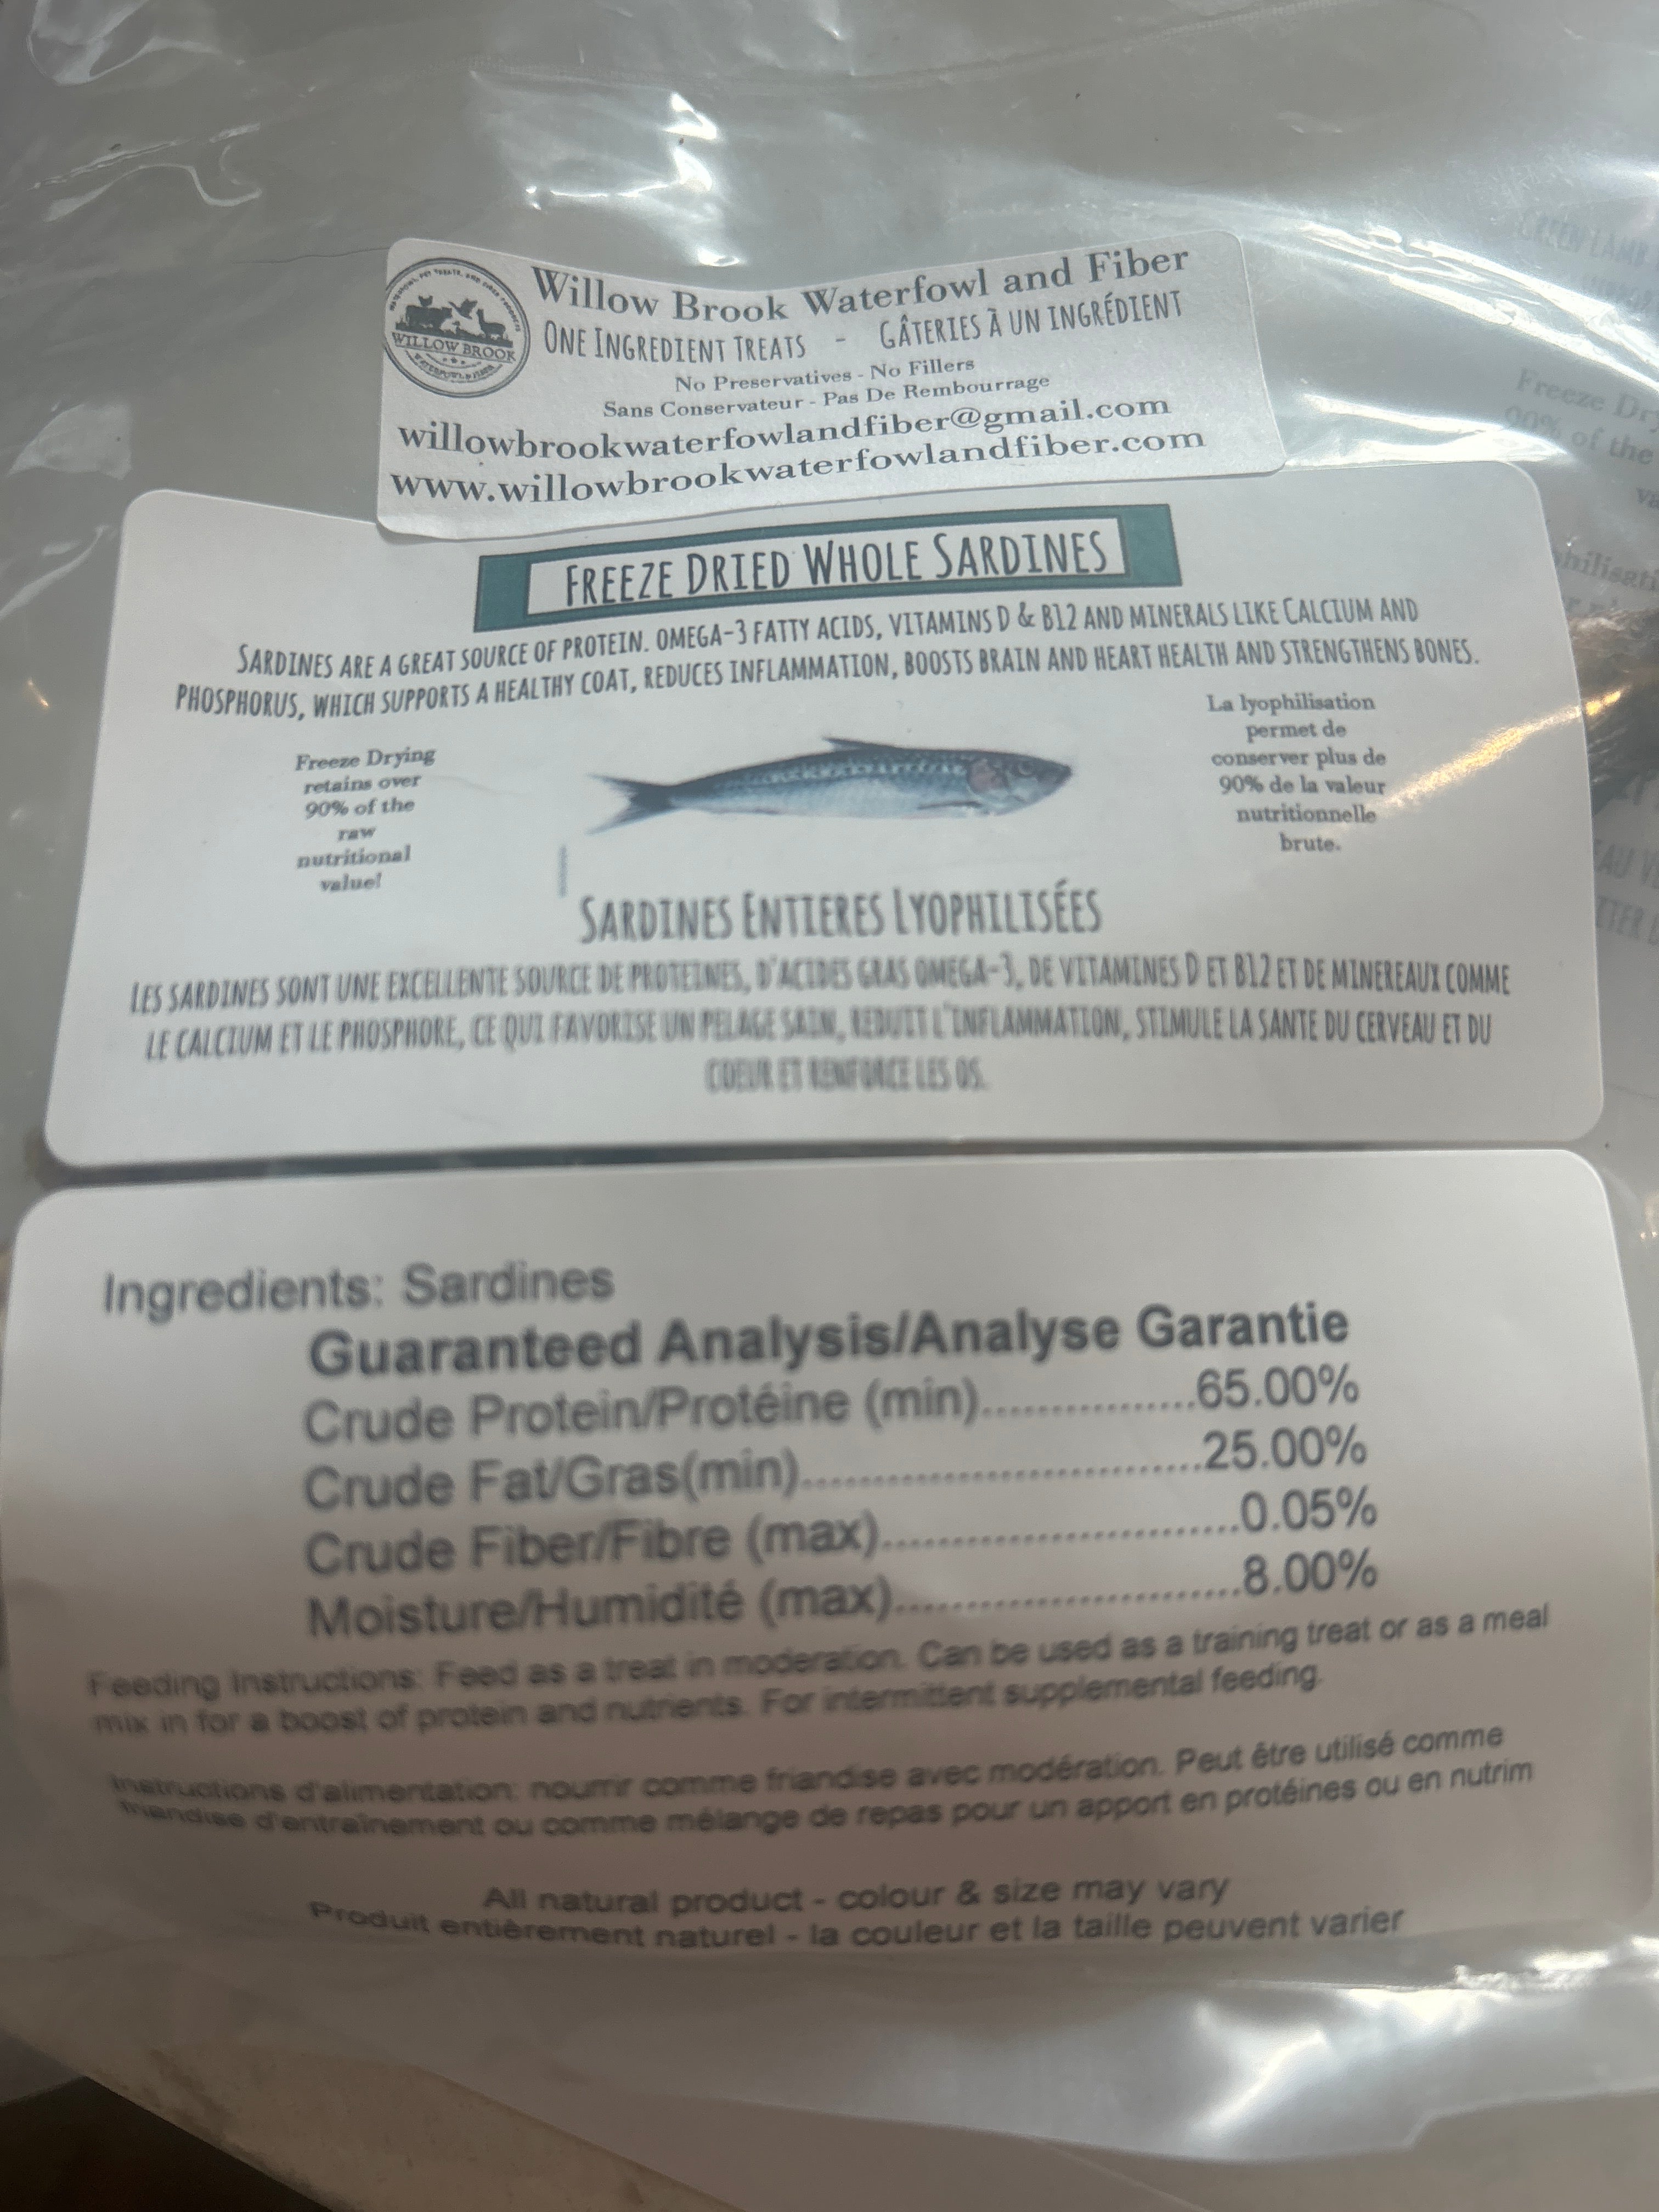 Willow Brook Waterfowl and Fiber
WILLOW BROOK
ONE INGREDIENT TREATS - GÂTERIES À UN INGRÉDIENT
No Preservatives - No Fillers
Sans Conservateur - Pas De Rembourrage
willowbrookwaterfowlandfiber@gmail.com
www.willowbrookwaterfowlandfiber.com
FREEZE DRIED WHOLE SARDINES
SARDINES ARE A GREAT SOURCE OF PROTEIN. OMEGA-3 FATTY ACIDS, VITAMINS D & B12 AND MINERALS LIKE CALCIUM AND
PHOSPHORUS, WHICH SUPPORTS A HEALTHY COAT, REDUCES INFLAMMATION, BOOSTS BRAIN AND HEART HEALTH AND STRENGTHENS BONES.
Freeze Drying
retains over
90% of the
raw
nutritional
value!
La lyophilisation
permet de
conserver plus de
90% de la valeur
nutritionnelle
brute.
SARDINES ENTIERES LYOPHILISÉES
LES SARDINES SONT UNE EXCELLENTE SOURCE DE PROTEINES, D'ACIDES GRAS OMEGA-3, DE VITAMINES D ET B12 ET DE MINEREAUX COMME
LE CALCIUM ET LE PHOSPHORE, CE QUI FAVORISE UN PELAGE SAIN, REDUIT L'INFLAMMATION, STIMULE LA SANTE DU CERVEAU ET DU
COEUR ET RENFORCE LES OS.
Ingredients: Sardines
Guaranteed Analysis/Analyse Garantie
Crude Protein/Protéine (min)..................65.00%
Crude Fat/Gras(min)..................................25.00%
Crude Fiber/Fibre (max)..............................0.05%
Moisture/Humidité (max).............................8.00%
Feeding Instructions: Feed as a treat in moderation. Can be used as a training treat or as a meal
mix in for a boost of protein and nutrients. For intermittent supplemental feeding.
Instructions d'alimentation: nourrir comme friandise avec modération. Peut être utilisé comme
friandise d'entraînement ou comme mélange de repas pour un apport en protéines ou en nutrim
All natural product - colour & size may vary
Produit entièrement naturel - la couleur et la taille peuvent varier
Freeze Dry
90% of the